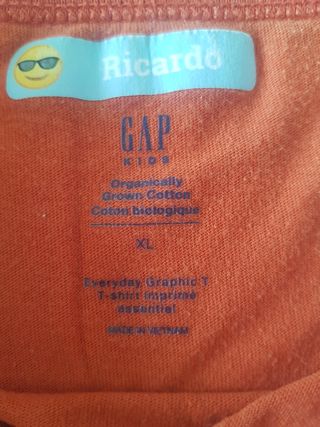 Ricardo
GAP
KIDS
Organically
Grown Cotton
Coton biologique
XL
Everyday Graphic T
T-shirt imprimé
essentiel
MADE IN VIETNAM